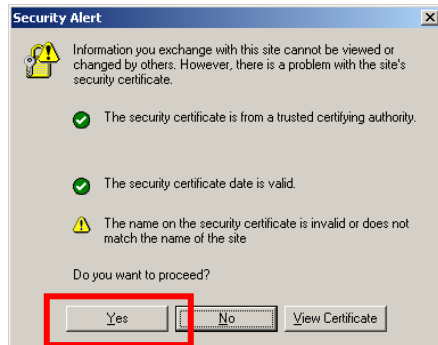 Security Alert
Information you exchange with this site cannot be viewed or
changed by others. However, there is a problem with the site's
security certificate.
The security certificate is from a trusted certifying authority.
The security certificate date is valid.
The name on the security certificate is invalid or does not
match the name of the site
Do you want to proceed?
Yes No View Certificate